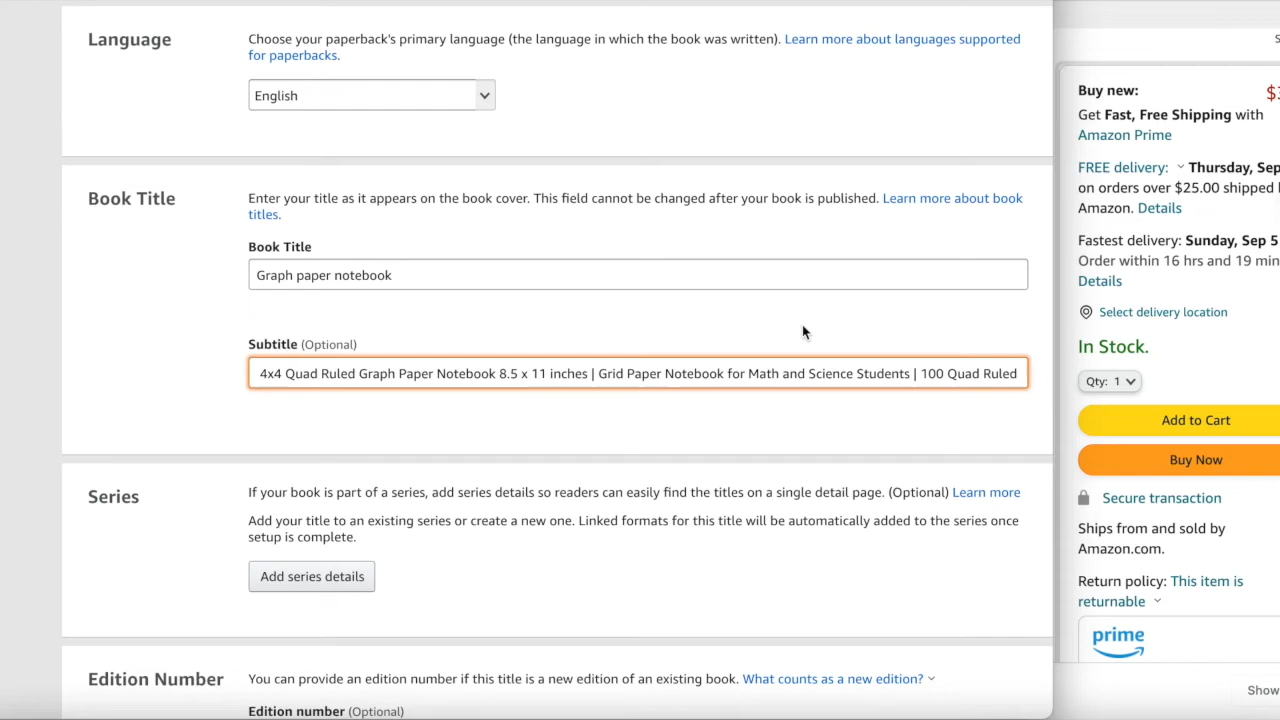 Language
Choose your paperback's primary language (the language in which the book was written). Learn more about languages supported
for paperbacks.
English
Book Title
Enter your title as it appears on the book cover. This field cannot be changed after your book is published. Learn more about book
titles.
Book Title
Graph paper notebook
Subtitle (Optional)
4x4 Quad Ruled Graph Paper Notebook 8.5 x 11 inches | Grid Paper Notebook for Math and Science Students | 100 Quad Ruled
Series
If your book is part of a series, add series details so readers can easily find the titles on a single detail page. (Optional) Learn more
Add your title to an existing series or create a new one. Linked formats for this title will be automatically added to the series once
setup is complete.
Add series details
Edition Number
You can provide an edition number if this title is a new edition of an existing book. What counts as a new edition?
Edition number (Optional)
Buy new:
Get Fast, Free Shipping with
Amazon Prime
FREE delivery: Thursday, Sep
on orders over $25.00 shipped
Amazon. Details
Fastest delivery: Sunday, Sep 5
Order within 16 hrs and 19 min
Details
Select delivery location
In Stock.
Qty: 1
Add to Cart
Buy Now
Secure transaction
Ships from and sold by
Amazon.com.
Return policy: This item is
returnable
prime
Show